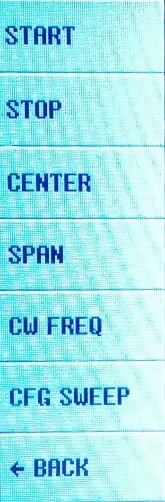 START
STOP
CENTER
SPAN
CW FREQ
CFG SWEEP
← BACK